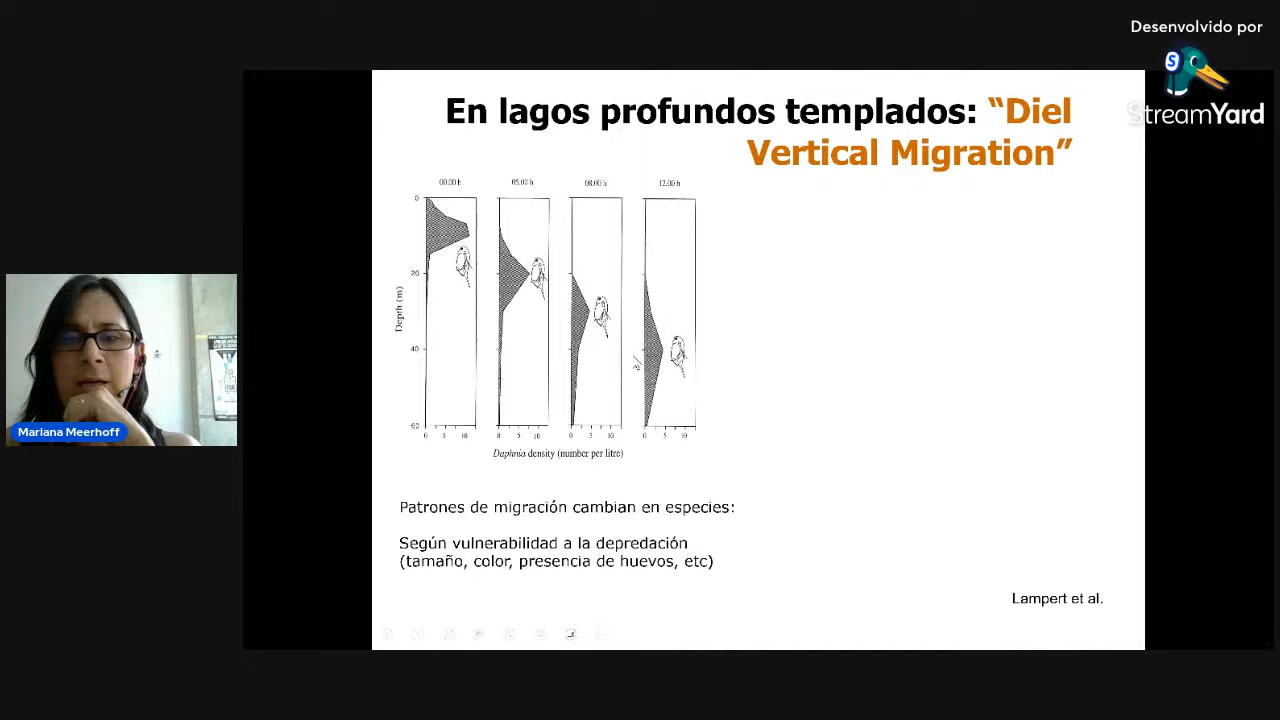 Desenvolvido por
StreamYard
En lagos profundos templados: “Diel
Vertical Migration”
00.00 h 05.00 h 08.00 h 12.00 h
0
20
40
60
Depth (m)
0 5 10 0 5 10 0 5 10 0 5 10
Daphnia density (number per litre)
Mariana Meerhoff
Patrones de migración cambian en especies:
Según vulnerabilidad a la depredación
(tamaño, color, presencia de huevos, etc)
Lampert et al.